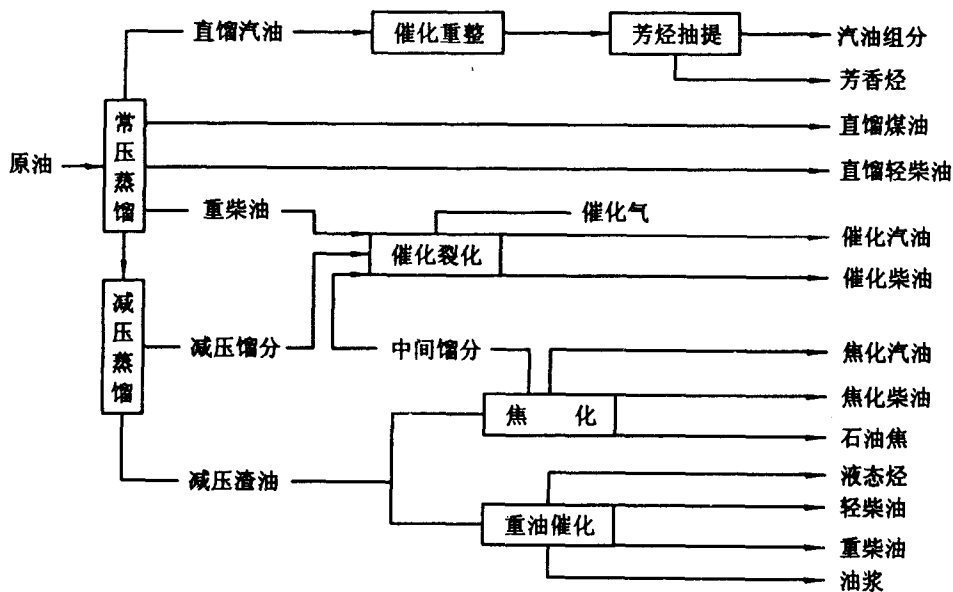 直馏汽油
催化重整
芳烃抽提
汽油组分
芳香烃
常压蒸馏
直馏煤油
原油
直馏轻柴油
重柴油
催化气
催化裂化
催化汽油
催化柴油
减压蒸馏
减压馏分
中间馏分
焦化汽油
焦化
焦化柴油
石油焦
减压渣油
液态烃
轻柴油
重油催化
重柴油
油浆